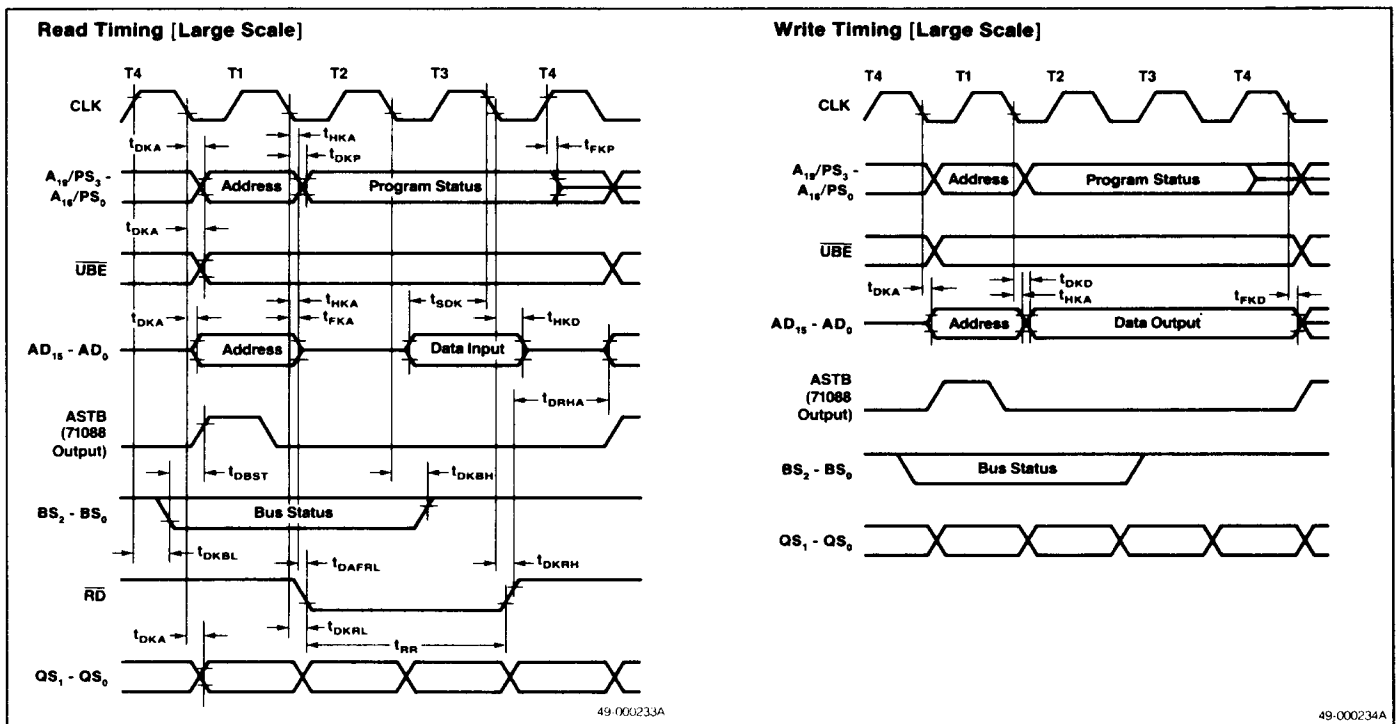 Read Timing [Large Scale]
T4 T1 T2 T3 T4
CLK
tDKA
tHKA
tDKP
tFKP
A19/PS3 -
A16/PS0
Address
Program Status
tDKA
UBE
tDKA
tHKA
tFKA
tSDK
tHKD
AD15 - AD0
Address
Data Input
tDRHA
ASTB
(71088
Output)
tDBST
tDKBH
BS2 - BS0
Bus Status
tDKBL
tDAFRL
tDKRH
RD
tDKA
tDKRL
tRR
QS1 - QS0
49-000233A
Write Timing [Large Scale]
T4 T1 T2 T3 T4
CLK
A19/PS3 -
A16/PS0
Address
Program Status
UBE
tDKA
tDKD
tHKA
tFKD
AD15 - AD0
Address
Data Output
ASTB
(71088
Output)
BS2 - BS0
Bus Status
QS1 - QS0
49-000234A